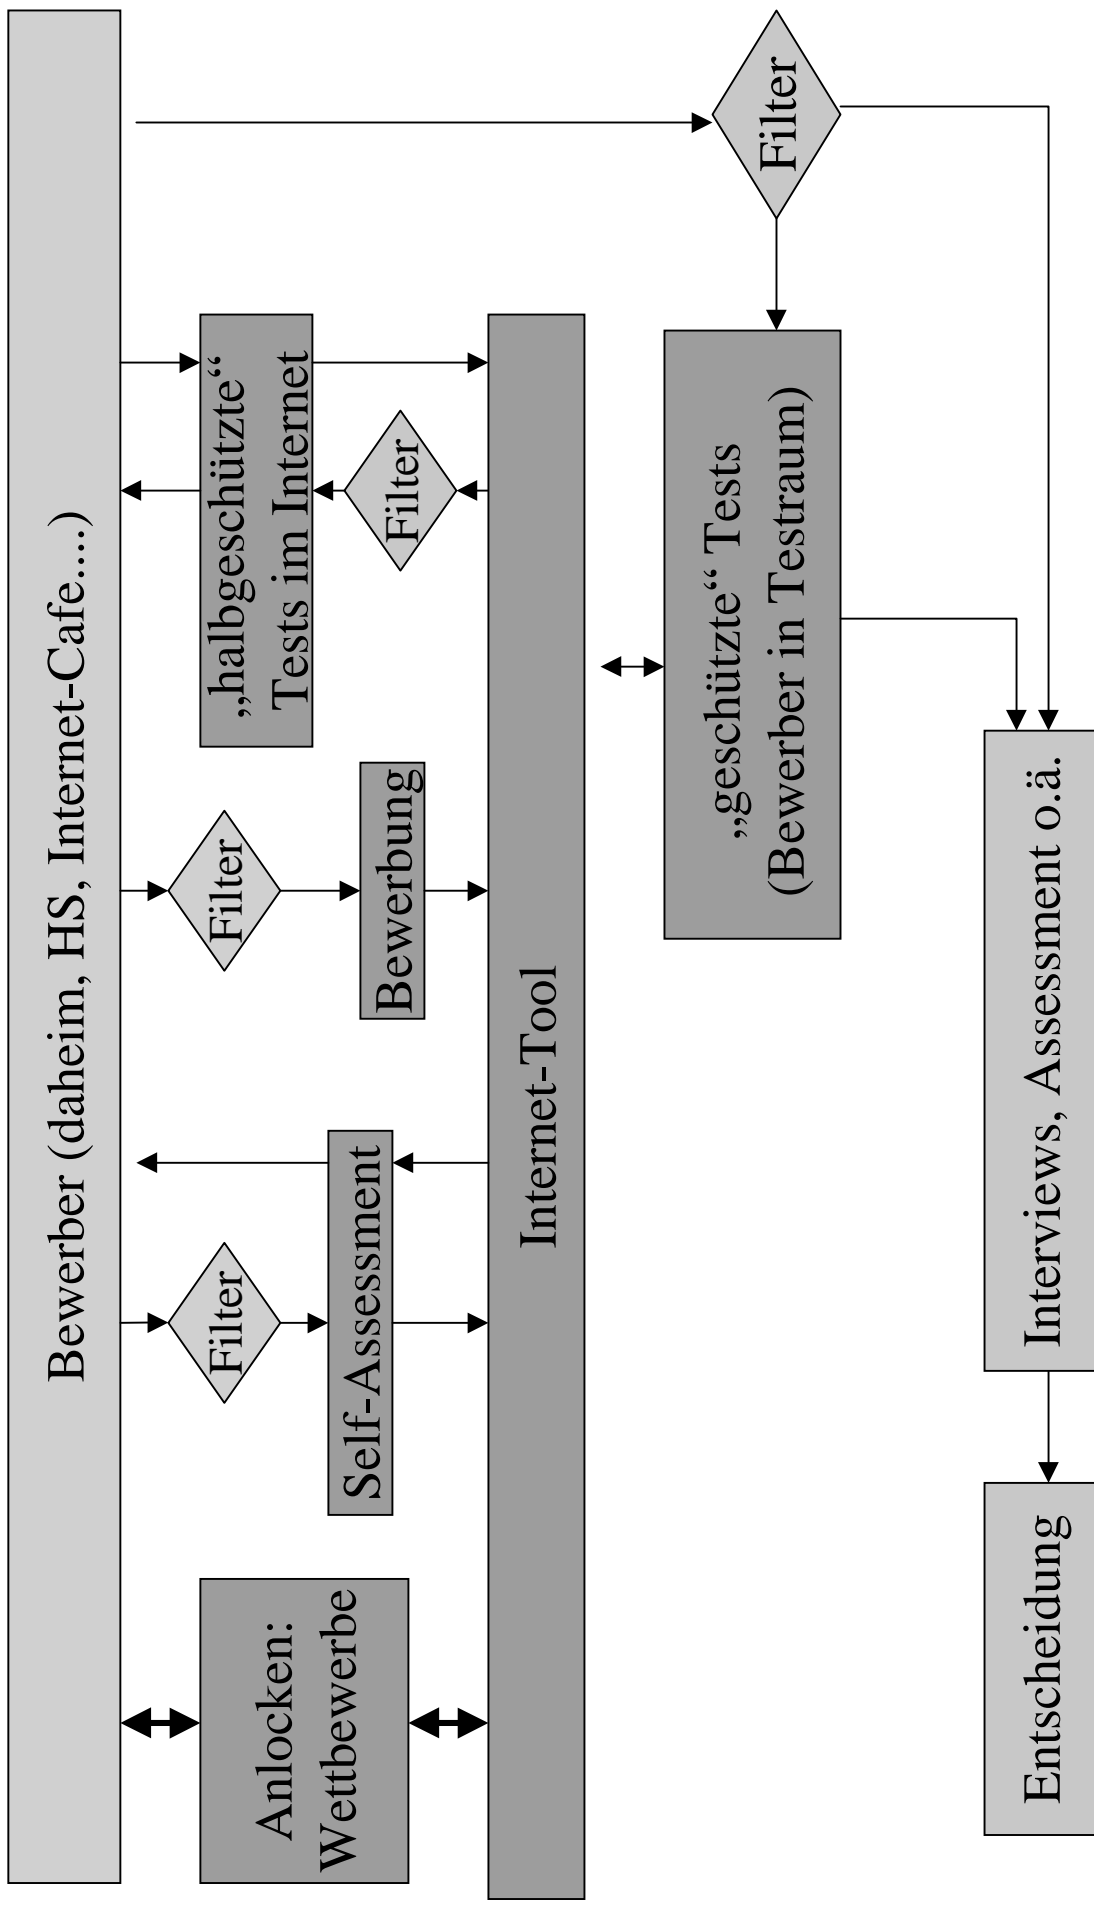 Bewerber (daheim, HS, Internet-Cafe....)
Anlocken:
Wettbewerbe
Filter
Self-Assessment
Filter
Bewerbung
„halbgeschützte“
Tests im Internet
Filter
Internet-Tool
Filter
„geschützte“ Tests
(Bewerber in Testraum)
Entscheidung
Interviews, Assessment o.ä.